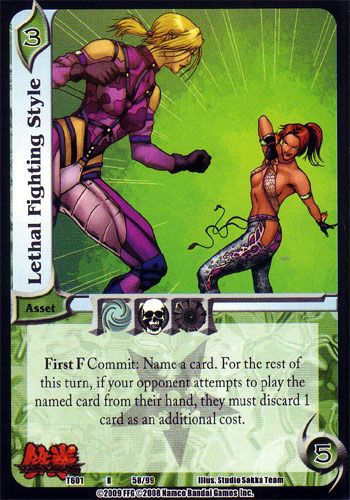 3
Lethal Fighting Style
Asset
First F Commit: Name a card. For the rest of
this turn, if your opponent attempts to play
the named card from their hand, they must discard 1
card as an additional cost.
5
T601 R 58/99 Illus. Studio Sakka Team
©2009 FFG ©2008 Namco Bandai Games Inc.